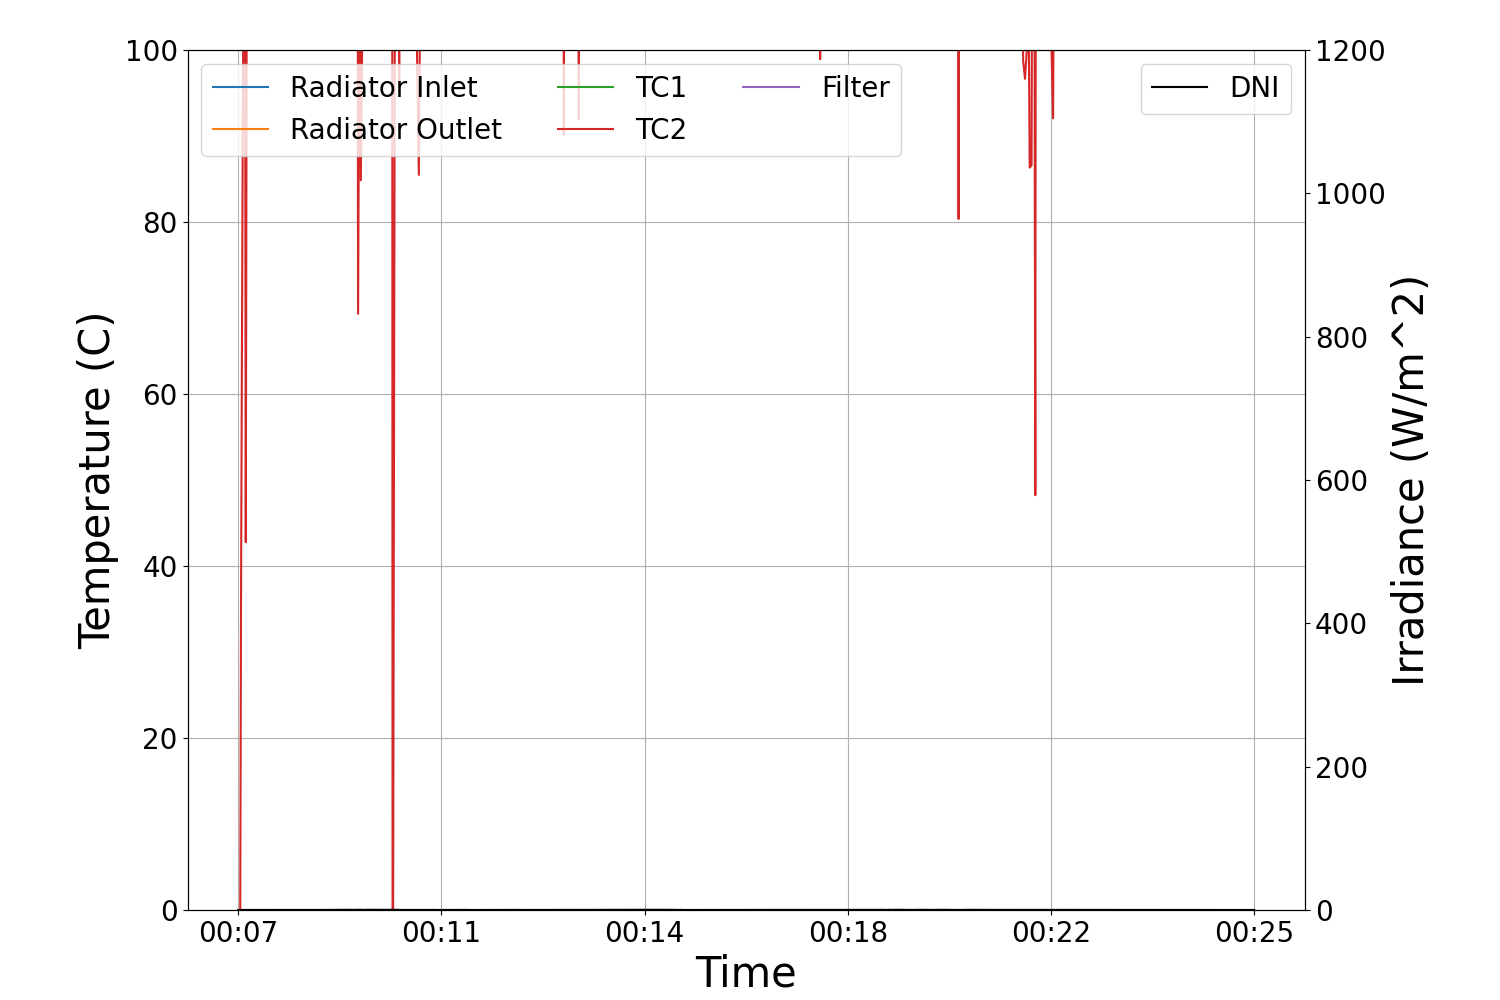 100
80
60
40
20
0
Temperature (C)
Radiator Inlet
Radiator Outlet
TC1
TC2
Filter
DNI
1200
1000
800
600
400
200
0
Irradiance (W/m^2)
00:07 00:11 00:14 00:18 00:22 00:25
Time